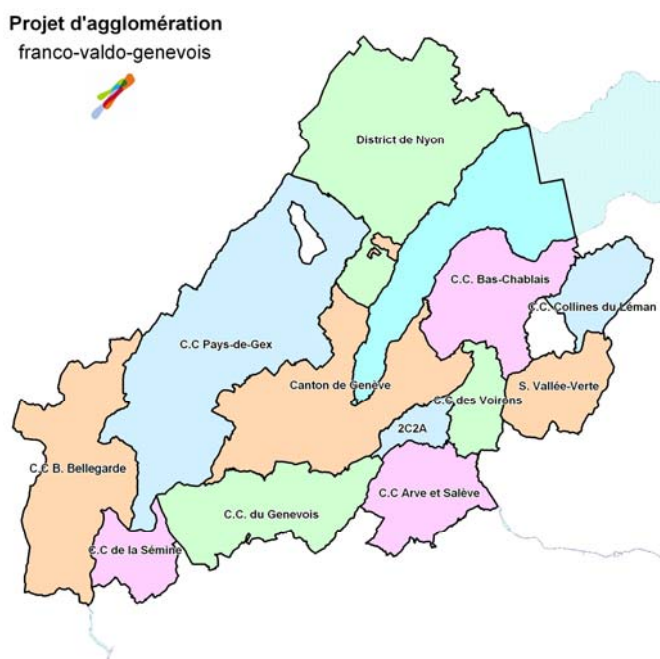 Projet d'agglomération
franco-valdo-genevois
District de Nyon
C.C. Bas-Chablais
C.C. Collines du Léman
C.C Pays-de-Gex
Canton de Genève
S. Vallée-Verte
C.C des Voirons
2C2A
C.C B. Bellegarde
C.C Arve et Salève
C.C. du Genevois
C.C de la Sémine